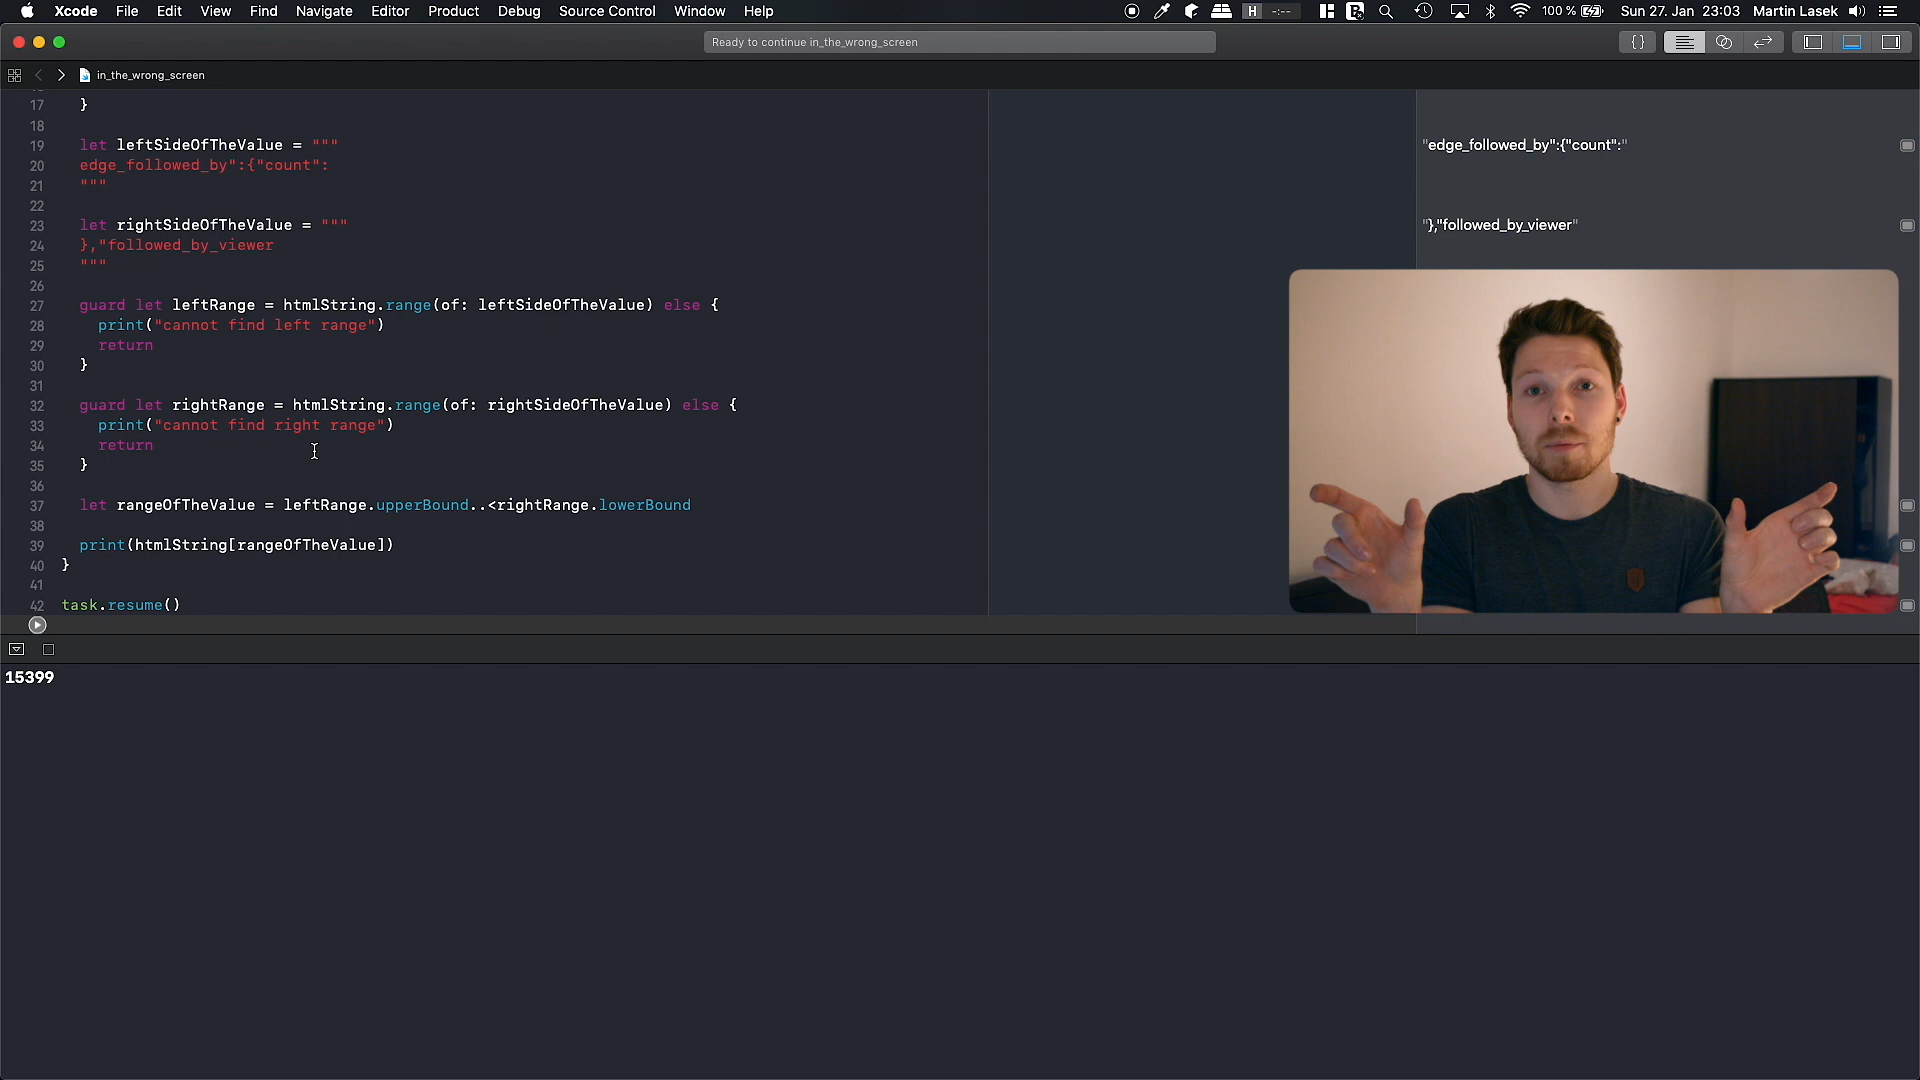 Xcode File Edit View Find Navigate Editor Product Debug Source Control Window Help H -:-- 100 % Sun 27. Jan 23:03 Martin Lasek
Ready to continue in_the_wrong_screen {}
in_the_wrong_screen
17 }
18
19 let leftSideOfTheValue = """ "edge_followed_by":{"count":"
20 edge_followed_by":{"count":
21 """
22
23 let rightSideOfTheValue = """ "},"followed_by_viewer"
24 },"followed_by_viewer
25 """
26
27 guard let leftRange = htmlString.range(of: leftSideOfTheValue) else {
28 print("cannot find left range")
29 return
30 }
31
32 guard let rightRange = htmlString.range(of: rightSideOfTheValue) else {
33 print("cannot find right range")
34 return
35 }
36
37 let rangeOfTheValue = leftRange.upperBound..<rightRange.lowerBound
38
39 print(htmlString[rangeOfTheValue])
40 }
41
42 task.resume()
15399